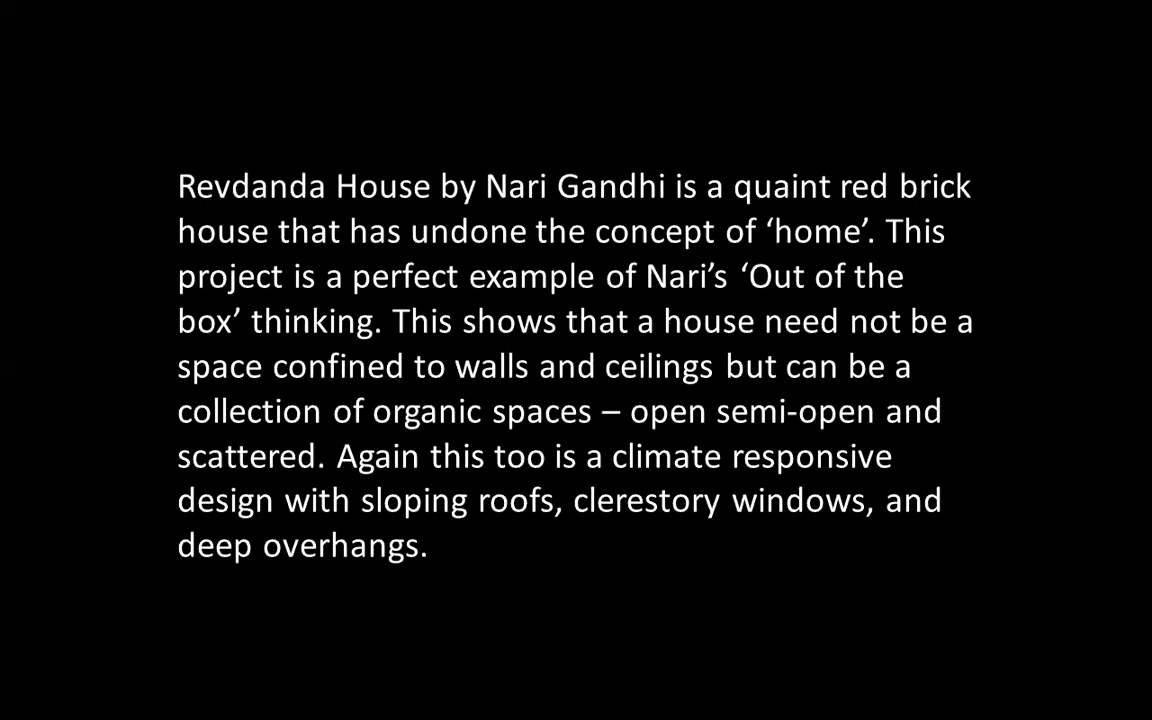 Revdanda House by Nari Gandhi is a quaint red brick
house that has undone the concept of ‘home’. This
project is a perfect example of Nari’s ‘Out of the
box’ thinking. This shows that a house need not be a
space confined to walls and ceilings but can be a
collection of organic spaces – open semi-open and
scattered. Again this too is a climate responsive
design with sloping roofs, clerestory windows, and
deep overhangs.